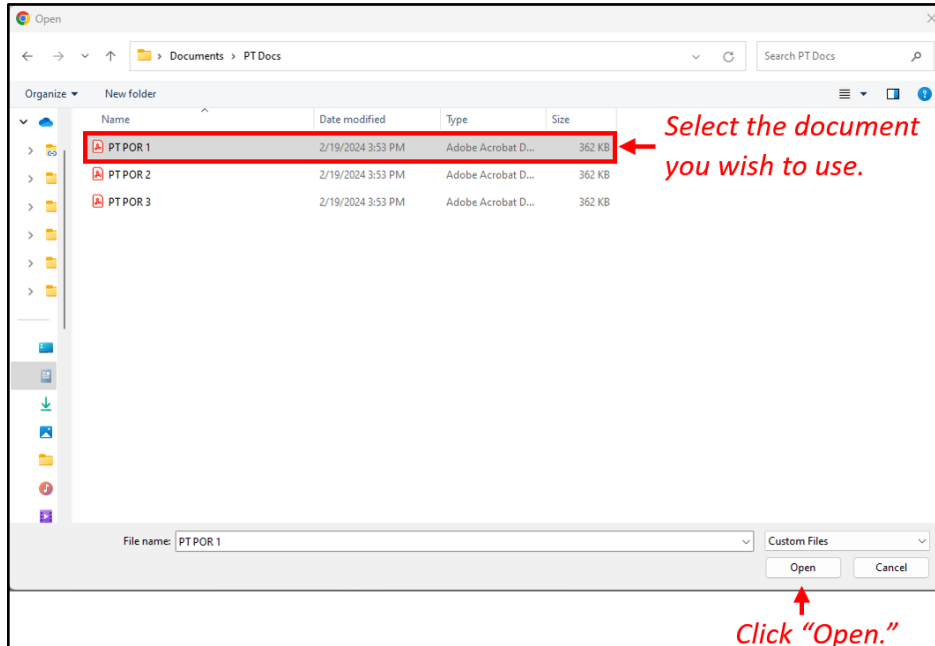 Open
Documents > PT Docs
Search PT Docs
Organize New folder
Name Date modified Type Size
PT POR 1 2/19/2024 3:53 PM Adobe Acrobat D... 362 KB
PT POR 2 2/19/2024 3:53 PM Adobe Acrobat D... 362 KB
PT POR 3 2/19/2024 3:53 PM Adobe Acrobat D... 362 KB
Select the document
you wish to use.
File name: PT POR 1 Custom Files
Open Cancel
Click “Open.”